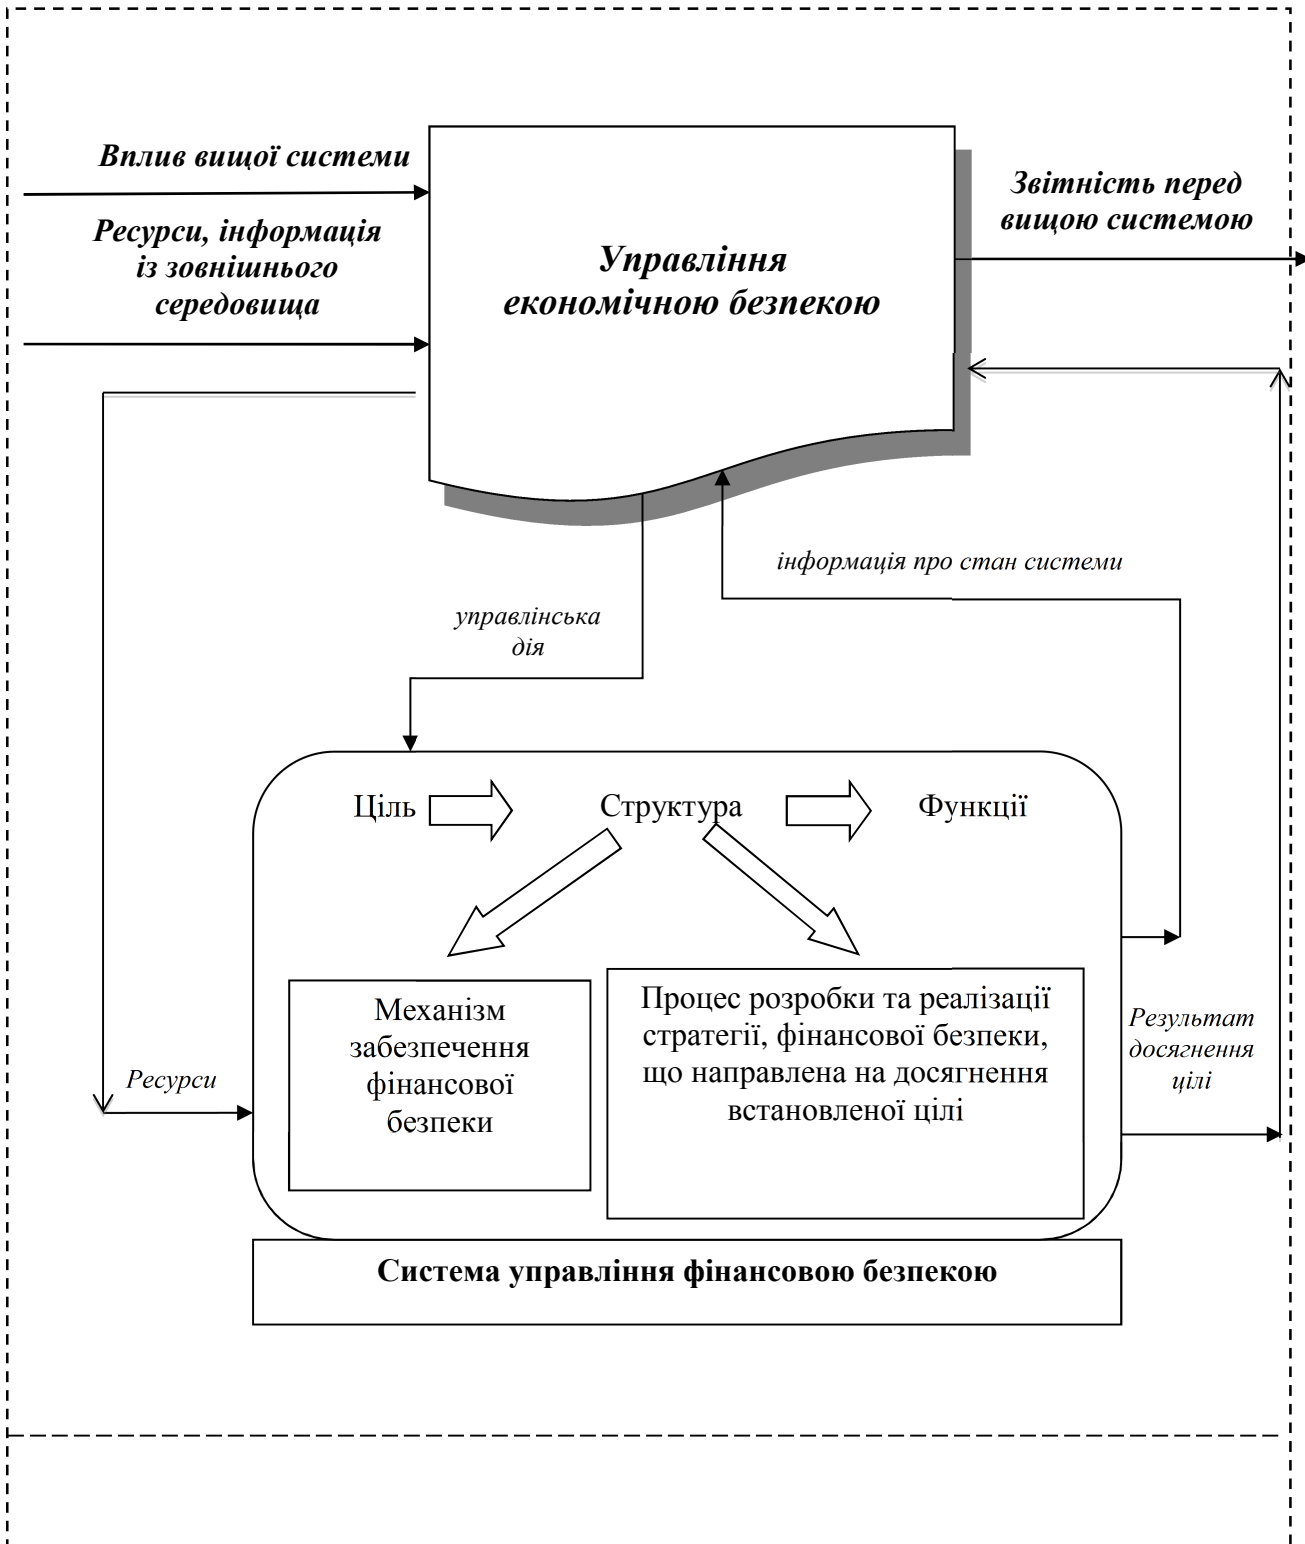 Вплив вищої системи
Ресурси, інформація
із зовнішнього
середовища
Управління
економічною безпекою
Звітність перед
вищою системою
інформація про стан системи
управлінська
дія
Ціль
Структура
Функції
Механізм
забезпечення
фінансової
безпеки
Процес розробки та реалізації
стратегії, фінансової безпеки,
що направлена на досягнення
встановленої цілі
Ресурси
Результат
досягнення
цілі
Система управління фінансовою безпекою